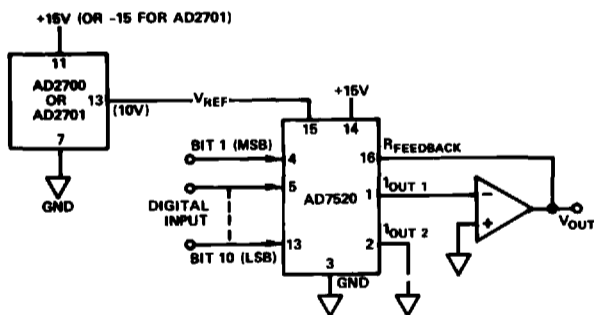 +15V (OR -15 FOR AD2701)
11
AD2700
OR
AD2701
13
(10V)
7
GND
VREF
+15V
15
14
BIT 1 (MSB)
4
5
DIGITAL
INPUT
BIT 10 (LSB)
13
AD7520
16
RFEEDBACK
1
IOUT 1
2
IOUT 2
3
GND
-
+
VOUT